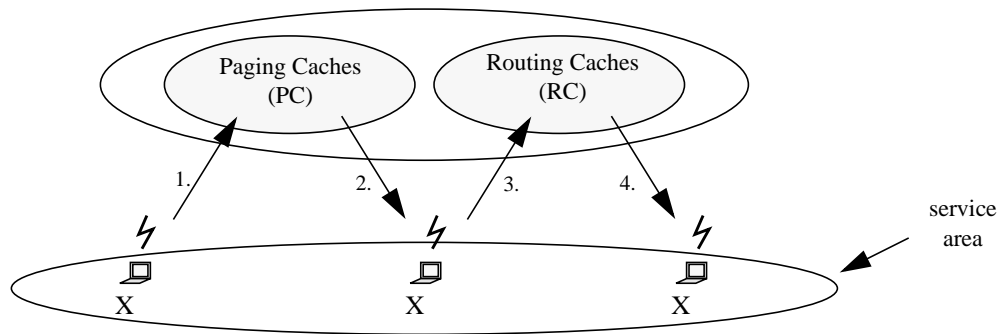 Paging Caches
(PC)
Routing Caches
(RC)
1.
2.
3.
4.
service
area
X
X
X